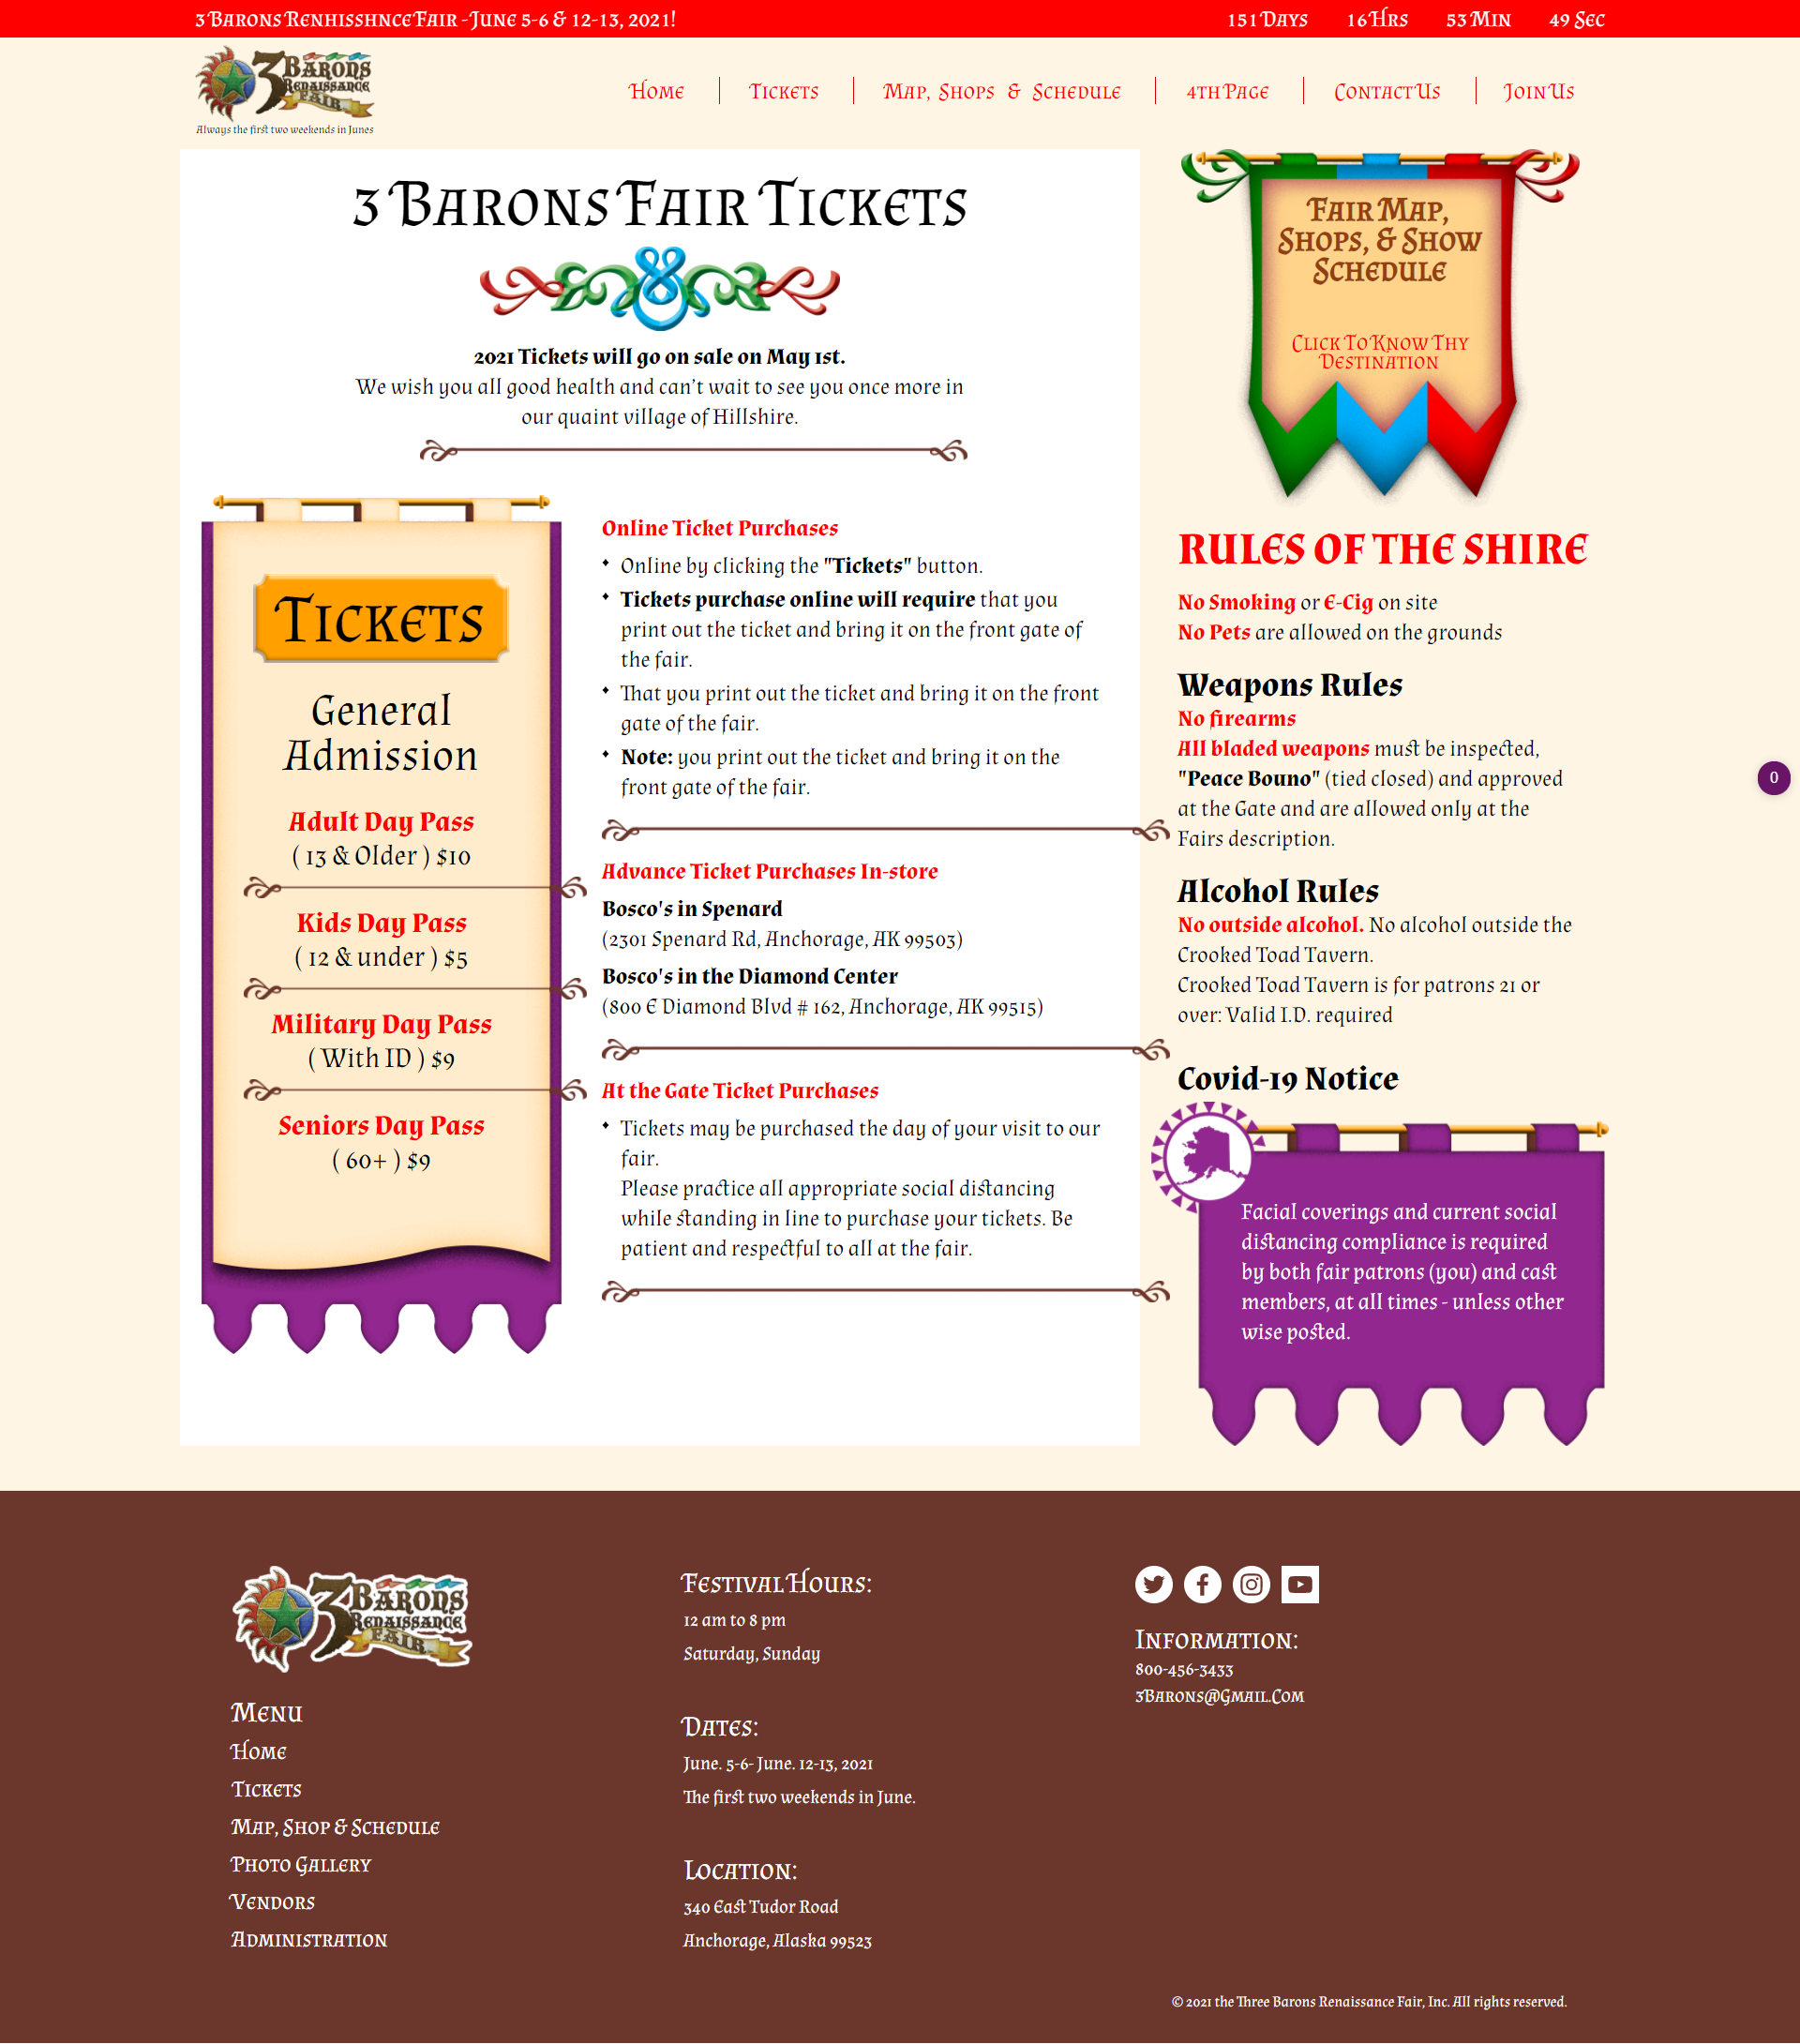 3 Barons Renhisshnce Fair - June 5-6 & 12-13, 2021!
151 Days 16 Hrs 53 Min 49 Sec
3 Barons
Renaissance
Fair
Always the first two weekends in Junes
Home
Tickets
Map, Shops & Schedule
4th Page
Contact Us
Join Us
3 Barons Fair Tickets
2021 Tickets will go on sale on May 1st.
We wish you all good health and can't wait to see you once more in
our quaint village of Hillshire.
Tickets
General
Admission
Adult Day Pass
( 13 & Older ) $10
Kids Day Pass
( 12 & under ) $5
Military Day Pass
( With ID ) $9
Seniors Day Pass
( 60+ ) $9
Online Ticket Purchases
Online by clicking the "Tickets" button.
Tickets purchase online will require that you
print out the ticket and bring it on the front gate of
the fair.
That you print out the ticket and bring it on the front
gate of the fair.
Note: you print out the ticket and bring it on the
front gate of the fair.
Advance Ticket Purchases In-store
Bosco's in Spenard
(2301 Spenard Rd, Anchorage, AK 99503)
Bosco's in the Diamond Center
(800 E Diamond Blvd # 162, Anchorage, AK 99515)
At the Gate Ticket Purchases
Tickets may be purchased the day of your visit to our
fair.
Please practice all appropriate social distancing
while standing in line to purchase your tickets. Be
patient and respectful to all at the fair.
Fair Map,
Shops, & Show
Schedule
Click To Know Thy
Destination
RULES OF THE SHIRE
No Smoking or E-Cig on site
No Pets are allowed on the grounds
Weapons Rules
No firearms
All bladed weapons must be inspected,
"Peace Bouno" (tied closed) and approved
at the Gate and are allowed only at the
Fairs description.
Alcohol Rules
No outside alcohol. No alcohol outside the
Crooked Toad Tavern.
Crooked Toad Tavern is for patrons 21 or
over: Valid I.D. required
Covid-19 Notice
Facial coverings and current social
distancing compliance is required
by both fair patrons (you) and cast
members, at all times - unless other
wise posted.
0
3 Barons
Renaissance
Fair
Menu
Home
Tickets
Map, Shop & Schedule
Photo Gallery
Vendors
Administration
Festival Hours:
12 am to 8 pm
Saturday, Sunday
Dates:
June. 5-6- June. 12-13, 2021
The first two weekends in June.
Location:
340 East Tudor Road
Anchorage, Alaska 99523
Information:
800-456-3433
3Barons@Gmail.Com
© 2021 the Three Barons Renaissance Fair, Inc. All rights reserved.